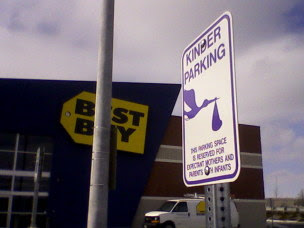 BEST
BUY
KINDER
PARKING
THIS PARKING SPACE
IS RESERVED FOR
EXPECTANT MOTHERS AND
PARENTS WITH INFANTS